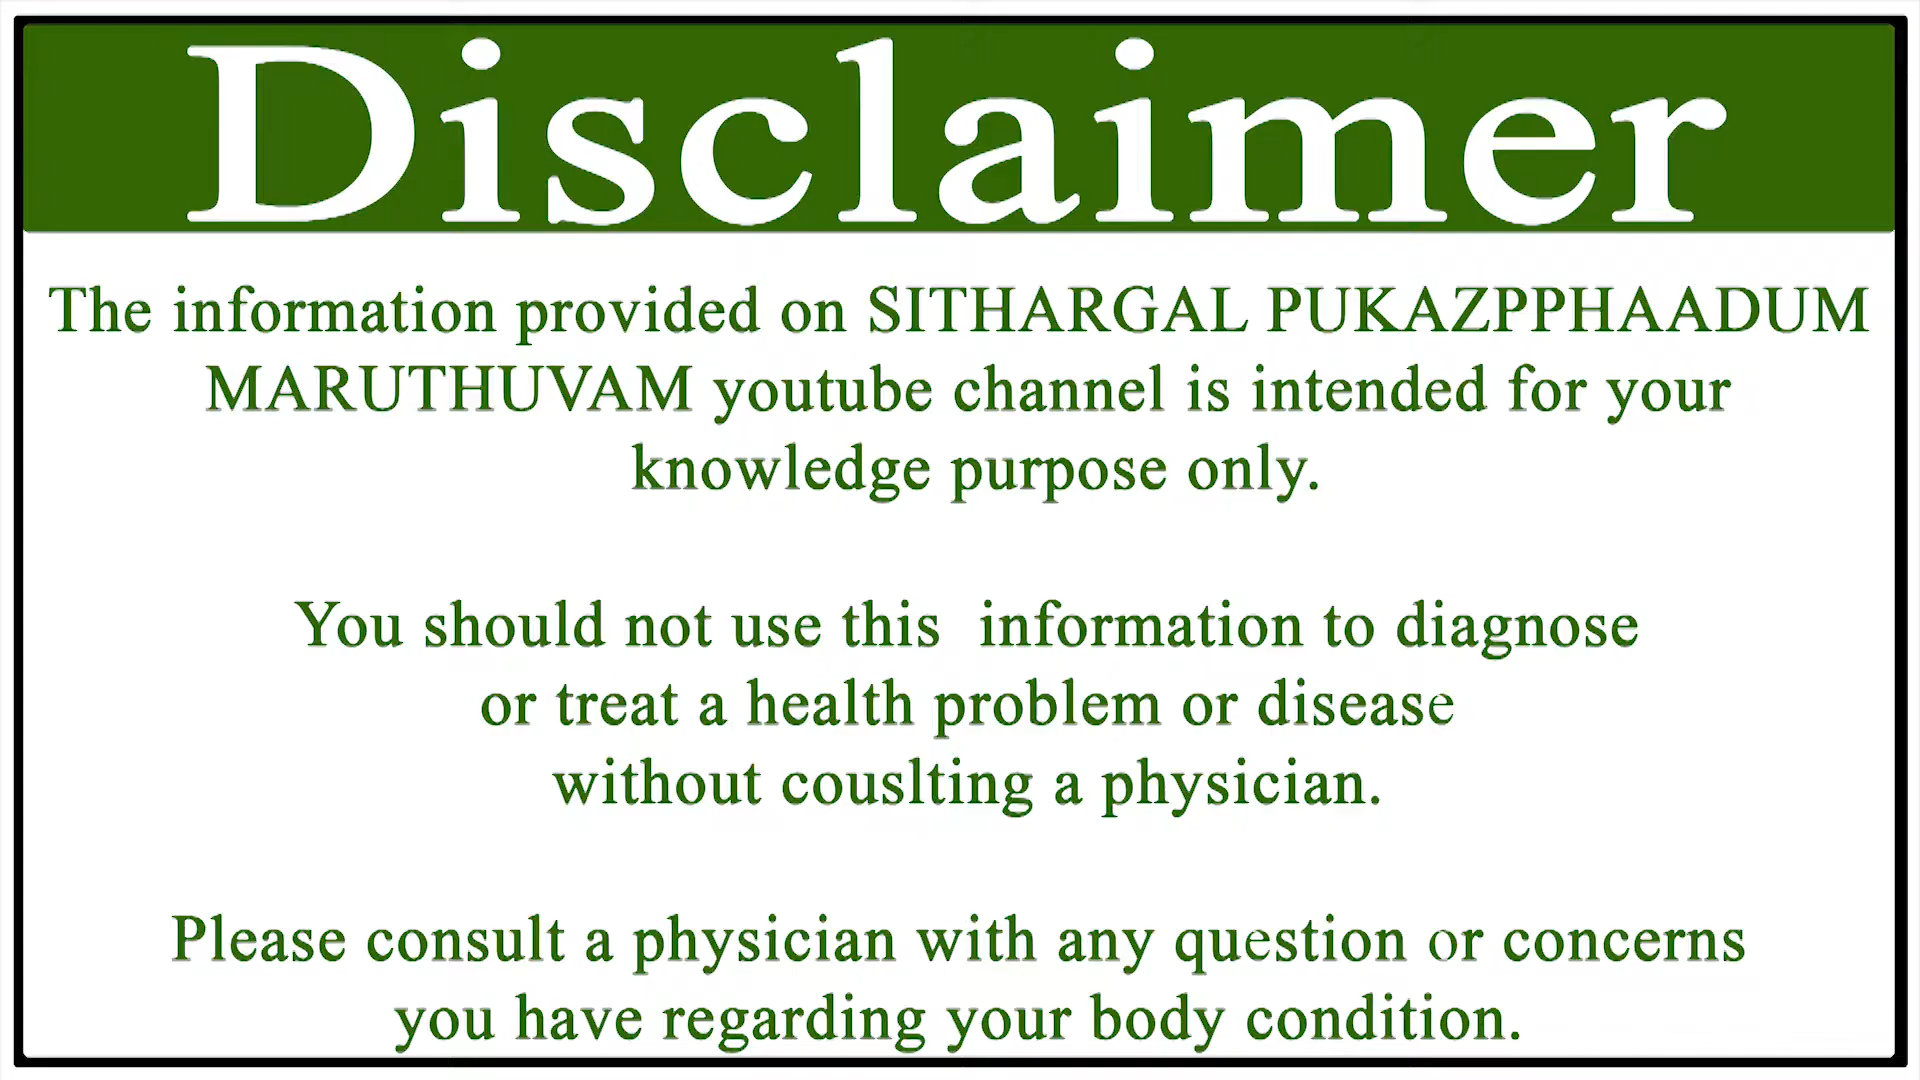 Disclaimer
The information provided on SITHARGAL PUKAZPPHAADUM
MARUTHUVAM youtube channel is intended for your
knowledge purpose only.
You should not use this information to diagnose
or treat a health problem or disease
without couslting a physician.
Please consult a physician with any question or concerns
you have regarding your body condition.